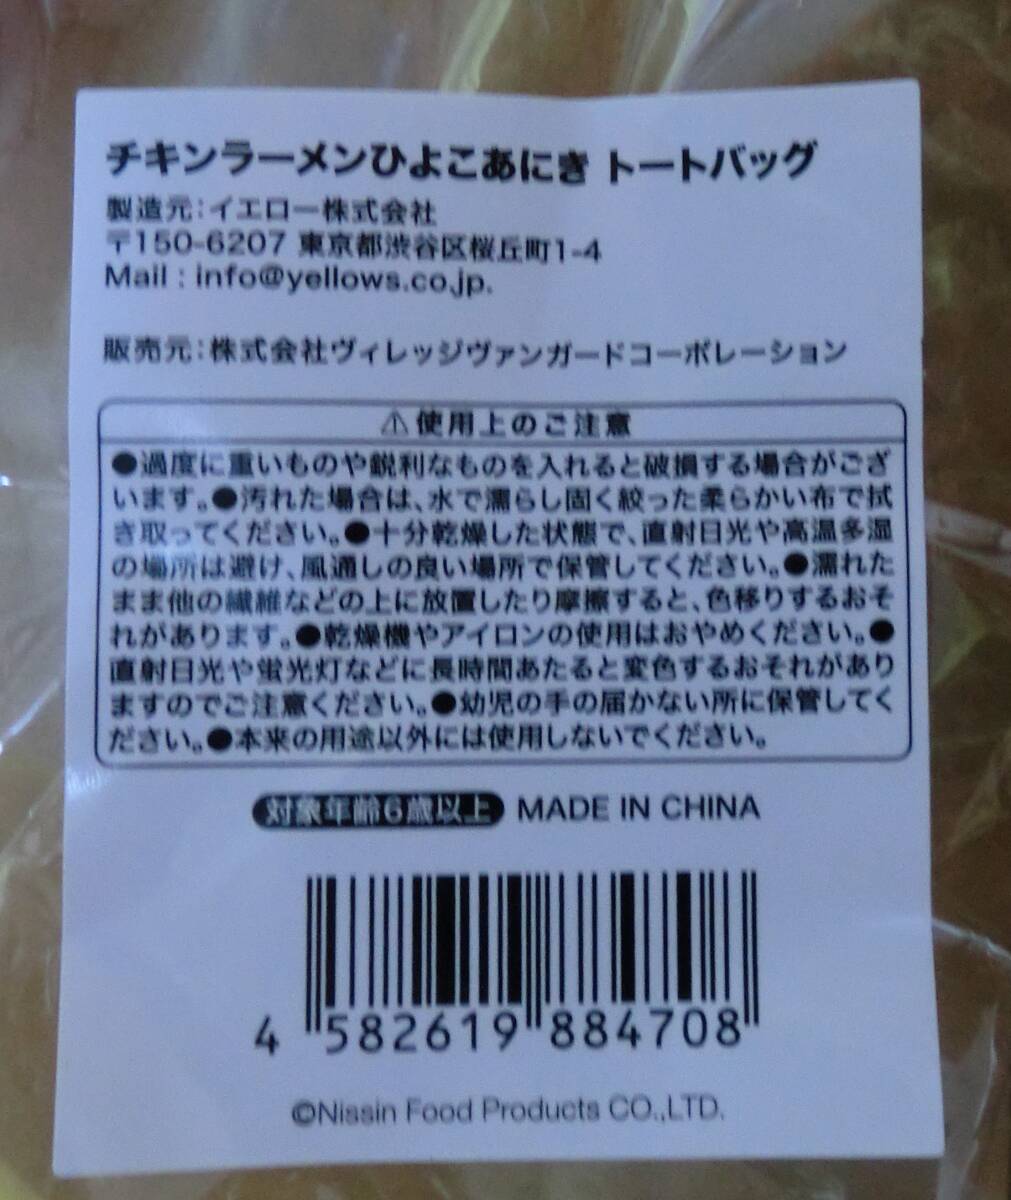 チキンラーメンひよこあにき トートバッグ
製造元:イエロー株式会社
〒150-6207 東京都渋谷区桜丘町1-4
Mail : info@yellows.co.jp.
販売元:株式会社ヴィレッジヴァンガードコーポレーション
⚠使用上のご注意
●過度に重いものや鋭利なものを入れると破損する場合がござ
います。●汚れた場合は、水で濡らし固く絞った柔らかい布で拭
き取ってください。●十分乾燥した状態で、直射日光や高温多湿
の場所は避け、風通しの良い場所で保管してください。●濡れた
まま他の繊維などの上に放置したり摩擦すると、色移りするおそ
れがあります。●乾燥機やアイロンの使用はおやめください。●
直射日光や蛍光灯などに長時間あたると変色するおそれがあり
ますのでご注意ください。●幼児の手の届かない所に保管してく
ださい。●本来の用途以外には使用しないでください。
対象年齢6歳以上 MADE IN CHINA
4 582619 884708
©Nissin Food Products CO.,LTD.